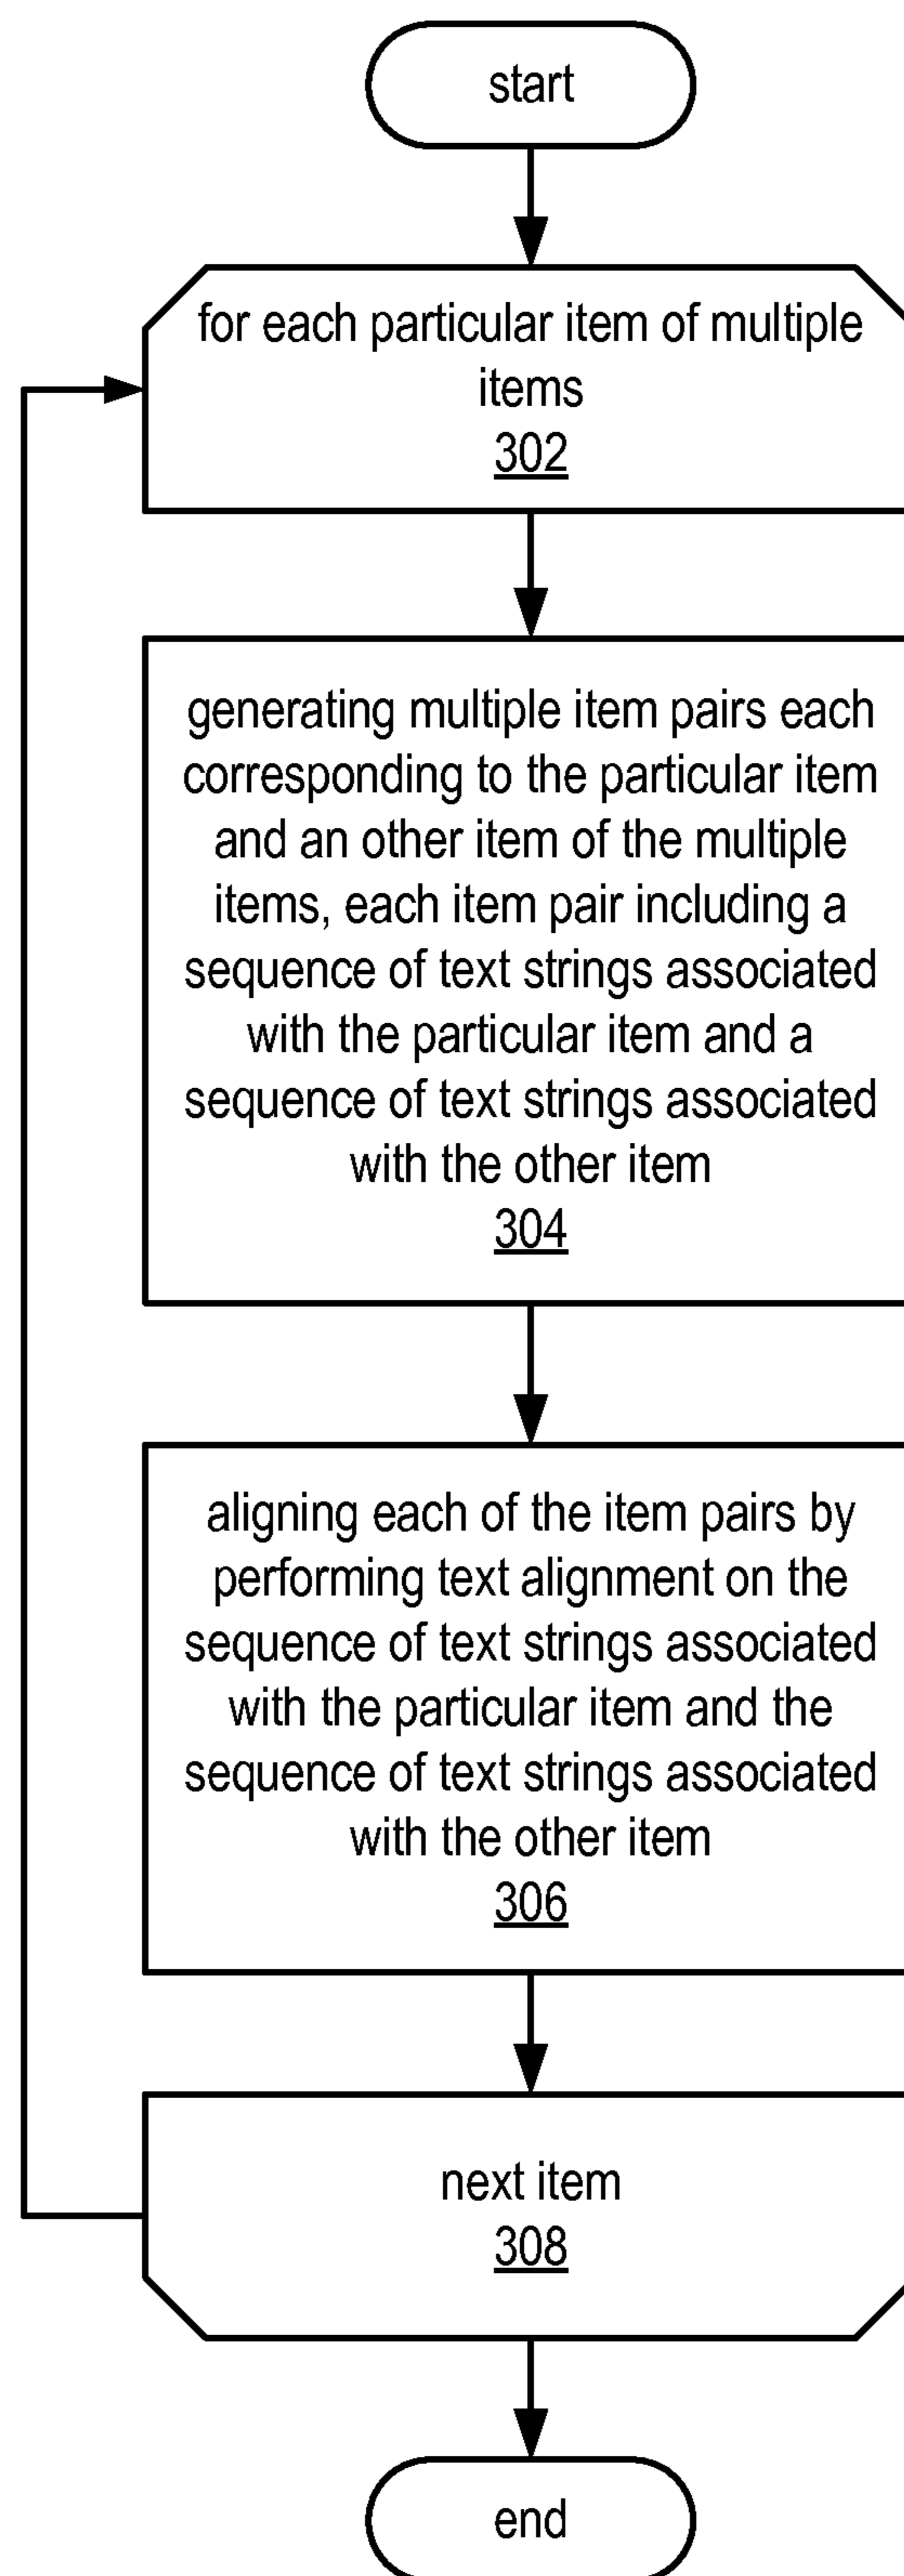 start
for each particular item of multiple
items
302
generating multiple item pairs each
corresponding to the particular item
and an other item of the multiple
items, each item pair including a
sequence of text strings associated
with the particular item and a
sequence of text strings associated
with the other item
304
aligning each of the item pairs by
performing text alignment on the
sequence of text strings associated
with the particular item and the
sequence of text strings associated
with the other item
306
next item
308
end